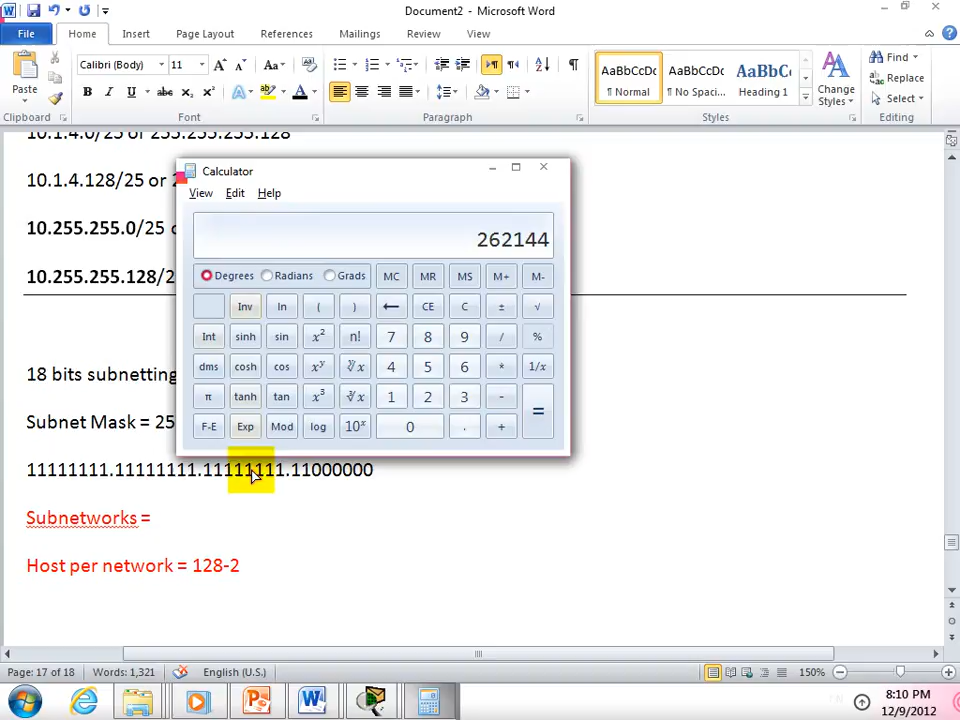 Document2 - Microsoft Word
File Home Insert Page Layout References Mailings Review View
Paste
Calibri (Body) 11 Aa
B I U abc x₂ x² A A
AaBbCcDc AaBbCcDc AaBbC
¶ Normal ¶ No Spaci... Heading 1
Change Styles
Find
Replace
Select
Clipboard Font Paragraph Styles Editing
10.1.4.0/25 or 255.255.255.128
10.1.4.128/25 or 2
10.255.255.0/25 o
10.255.255.128/2
Calculator
View Edit Help
262144
Degrees Radians Grads MC MR MS M+ M-
Inv ln ( ) ← CE C ± √
Int sinh sin x² n! 7 8 9 / %
dms cosh cos xʸ ʸ√x 4 5 6 * 1/x
π tanh tan x³ ³√x 1 2 3 - =
F-E Exp Mod log 10ˣ 0 . +
18 bits subnetting
Subnet Mask = 25
11111111.11111111.11111111.11000000
Subnetworks =
Host per network = 128-2
Page: 17 of 18 Words: 1,321 English (U.S.) 150%
8:10 PM
12/9/2012